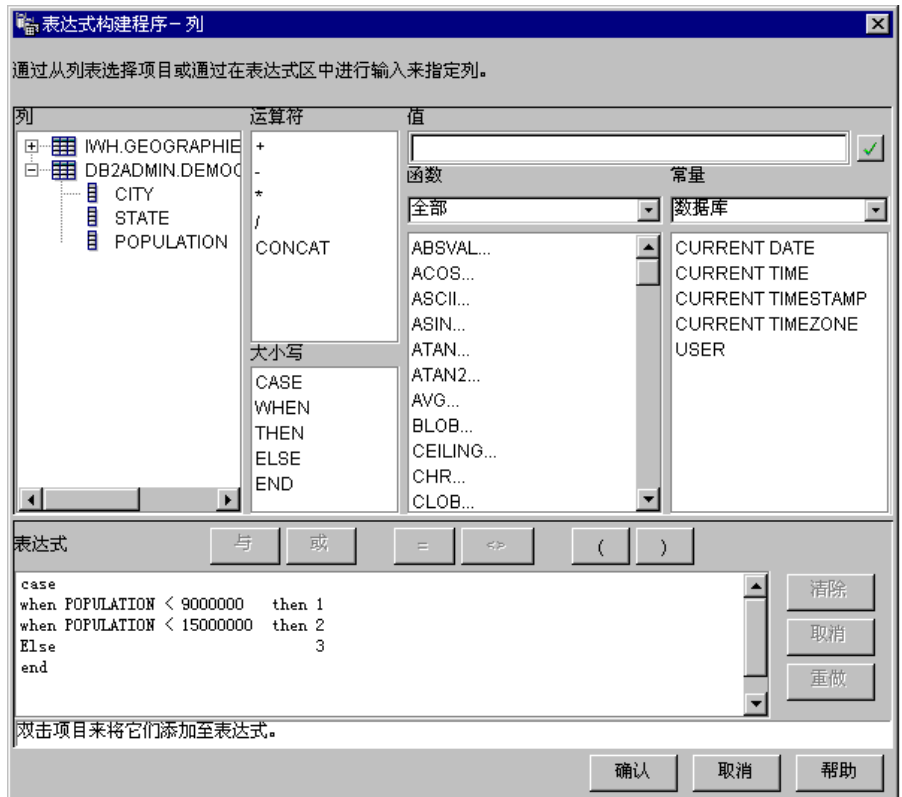 表达式构建程序－列
通过从列表选择项目或通过在表达式区中进行输入来指定列。
列
IWH.GEOGRAPHIE
DB2ADMIN.DEMOG
CITY
STATE
POPULATION
运算符
+
-
*
/
CONCAT
大小写
CASE
WHEN
THEN
ELSE
END
值
函数
全部
ABSVAL...
ACOS...
ASCII...
ASIN...
ATAN...
ATAN2...
AVG...
BLOB...
CEILING...
CHR...
CLOB...
常量
数据库
CURRENT DATE
CURRENT TIME
CURRENT TIMESTAMP
CURRENT TIMEZONE
USER
表达式 与 或 = <> ( )
case
when POPULATION < 9000000 then 1
when POPULATION < 15000000 then 2
Else 3
end
清除
取消
重做
双击项目来将它们添加至表达式。
确认 取消 帮助